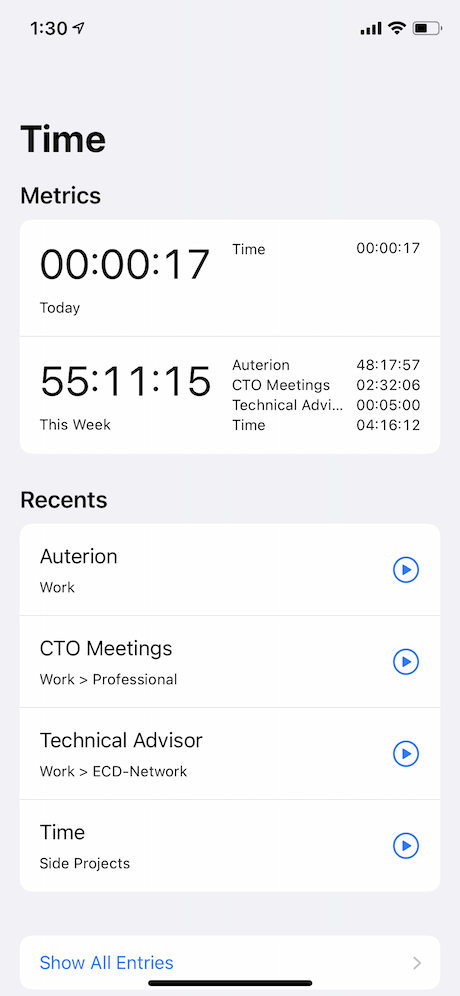 1:30
Time
Metrics
00:00:17
Today
Time 00:00:17
55:11:15
This Week
Auterion 48:17:57
CTO Meetings 02:32:06
Technical Advi... 00:05:00
Time 04:16:12
Recents
Auterion
Work
CTO Meetings
Work > Professional
Technical Advisor
Work > ECD-Network
Time
Side Projects
Show All Entries